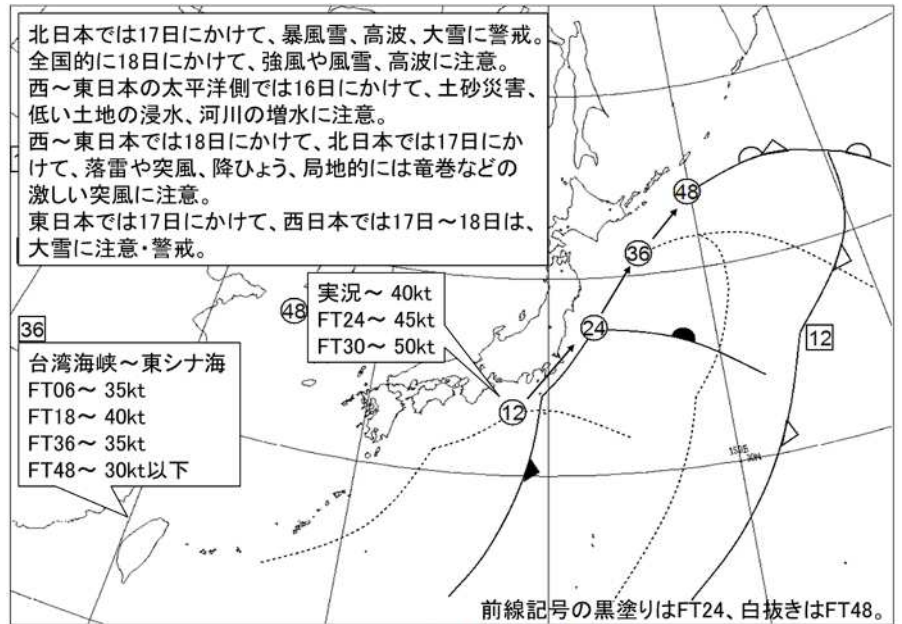 北日本では17日にかけて、暴風雪、高波、大雪に警戒。
全国的に18日にかけて、強風や風雪、高波に注意。
西～東日本の太平洋側では16日にかけて、土砂災害、
低い土地の浸水、河川の増水に注意。
西～東日本では18日にかけて、北日本では17日にか
けて、落雷や突風、降ひょう、局地的には竜巻などの
激しい突風に注意。
東日本では17日にかけて、西日本では17日～18日は、
大雪に注意・警戒。
48
36
48
実況～ 40kt
FT24～ 45kt
FT30～ 50kt
36
24
12
台湾海峡～東シナ海
FT06～ 35kt
FT18～ 40kt
FT36～ 35kt
FT48～ 30kt以下
12
30N
前線記号の黒塗りはFT24、白抜きはFT48。